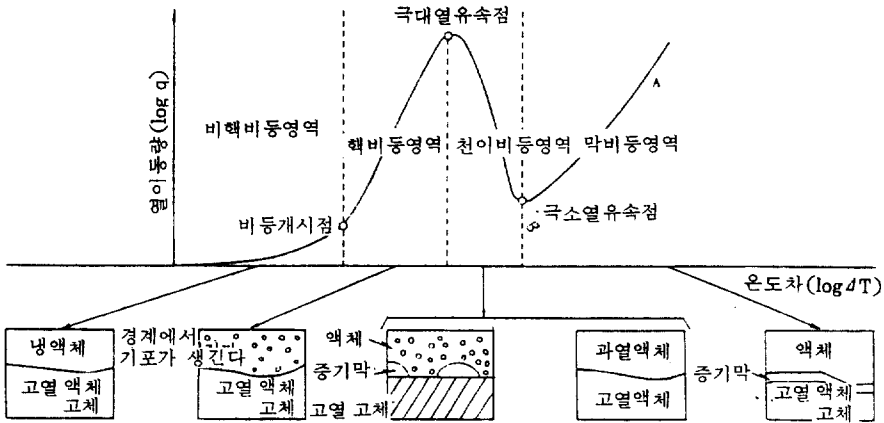 극대열유속점
열이동량(log q)
비핵비등영역
핵비등영역
천이비등영역
막비등영역
A
비등개시점
B
극소열유속점
온도차(log⊿T)
냉액체
고열 액체
고체
경계에서
기포가 생긴다
고열액체
고체
액체
증기막
고열 고체
과열액체
고열액체
증기막
액체
고열 액체
고체